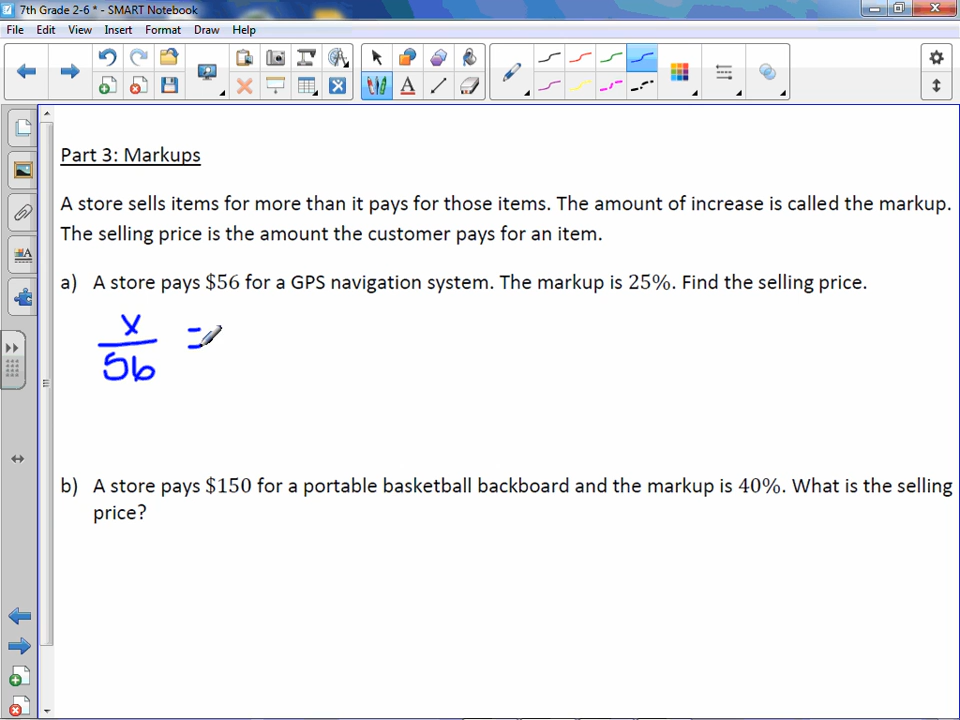 7th Grade 2-6 * - SMART Notebook
File Edit View Insert Format Draw Help
Part 3: Markups
A store sells items for more than it pays for those items. The amount of increase is called the markup.
The selling price is the amount the customer pays for an item.
a) A store pays $56 for a GPS navigation system. The markup is 25%. Find the selling price.
x
=
56
b) A store pays $150 for a portable basketball backboard and the markup is 40%. What is the selling
price?